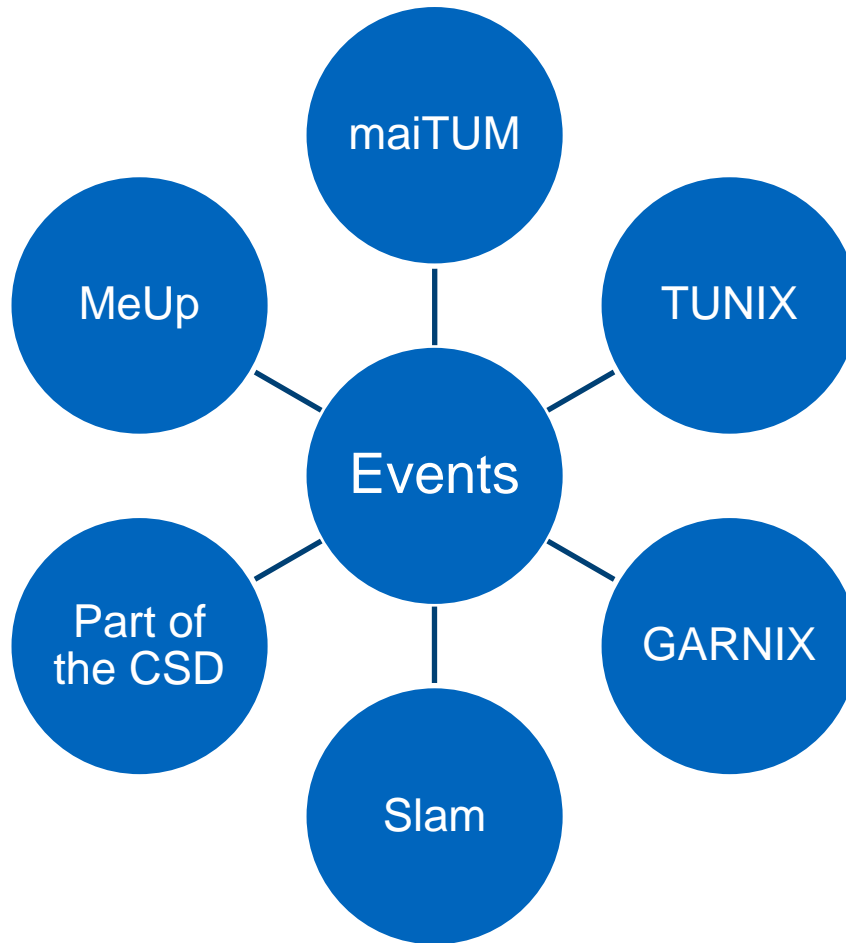 maiTUM
MeUp
TUNIX
Events
Part of
the CSD
GARNIX
Slam